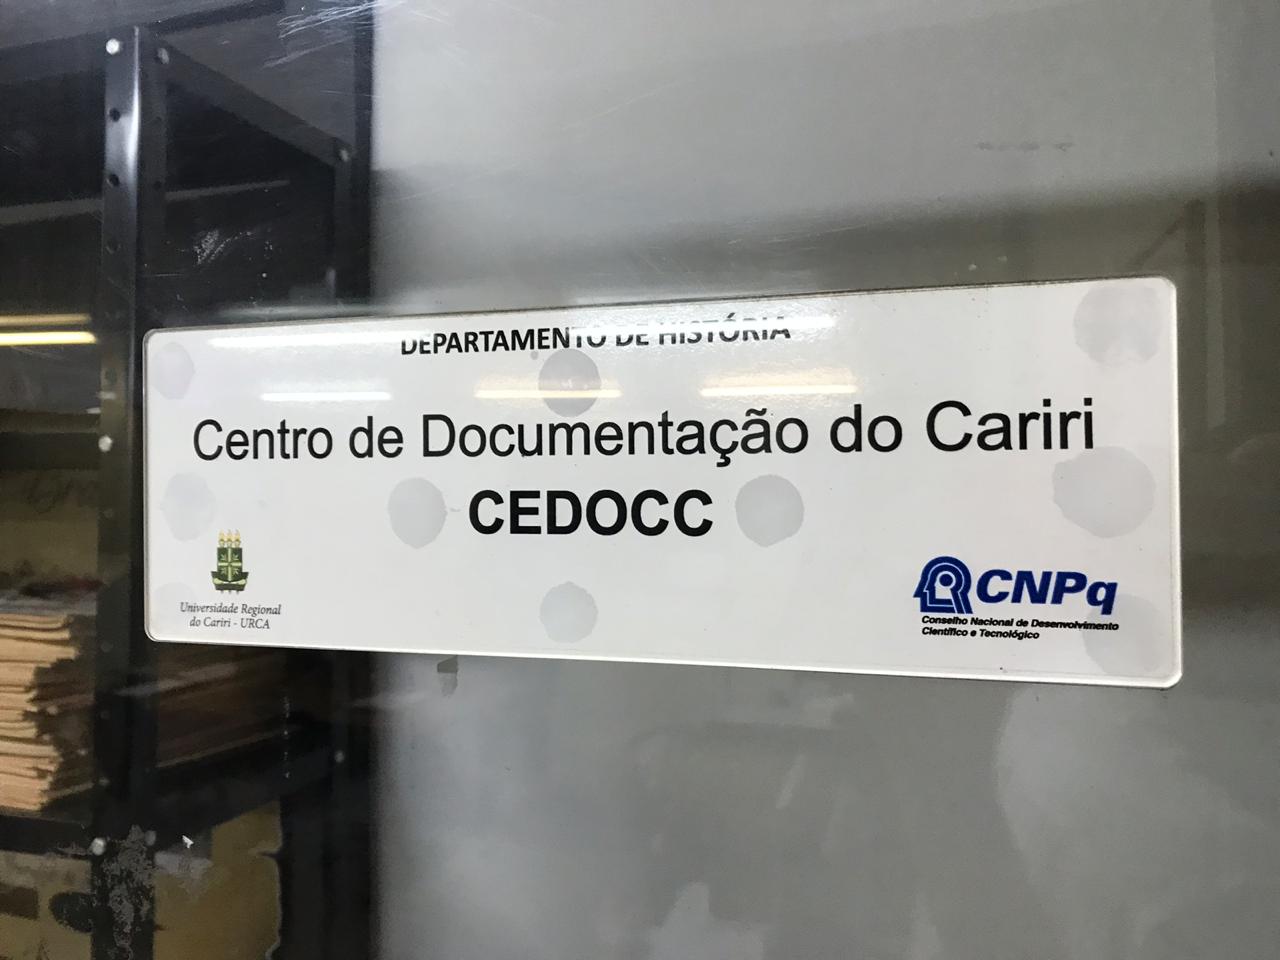 DEPARTAMENTO DE HISTÓRIA
Centro de Documentação do Cariri
CEDOCC
Universidade Regional
do Cariri - URCA
CNPq
Conselho Nacional de Desenvolvimento
Científico e Tecnológico